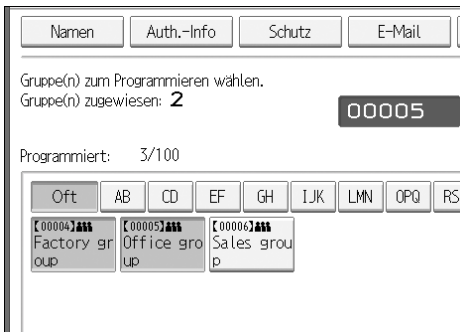 Namen Auth.-Info Schutz E-Mail
Gruppe(n) zum Programmieren wählen.
Gruppe(n) zugewiesen: 2
00005
Programmiert: 3/100
Oft AB CD EF GH IJK LMN OPQ RS
【00004】 【00005】 【00006】
Factory gr Office gro Sales grou
oup up p